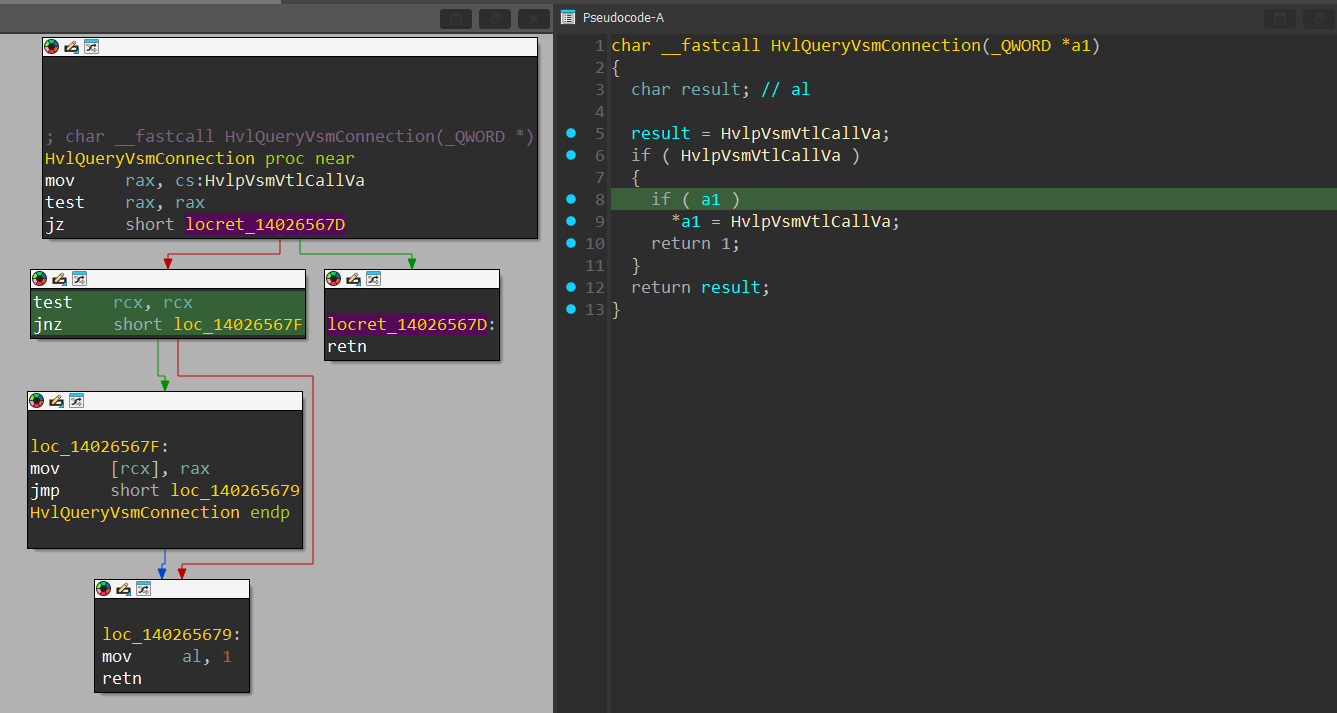 ; char __fastcall HvlQueryVsmConnection(_QWORD *)
HvlQueryVsmConnection proc near
mov rax, cs:HvlpVsmVtlCallVa
test rax, rax
jz short locret_14026567D
test rcx, rcx
jnz short loc_14026567F
locret_14026567D:
retn
loc_14026567F:
mov [rcx], rax
jmp short loc_140265679
HvlQueryVsmConnection endp
loc_140265679:
mov al, 1
retn
Pseudocode-A
1 char __fastcall HvlQueryVsmConnection(_QWORD *a1)
2 {
3 char result; // al
4
5 result = HvlpVsmVtlCallVa;
6 if ( HvlpVsmVtlCallVa )
7 {
8 if ( a1 )
9 *a1 = HvlpVsmVtlCallVa;
10 return 1;
11 }
12 return result;
13 }